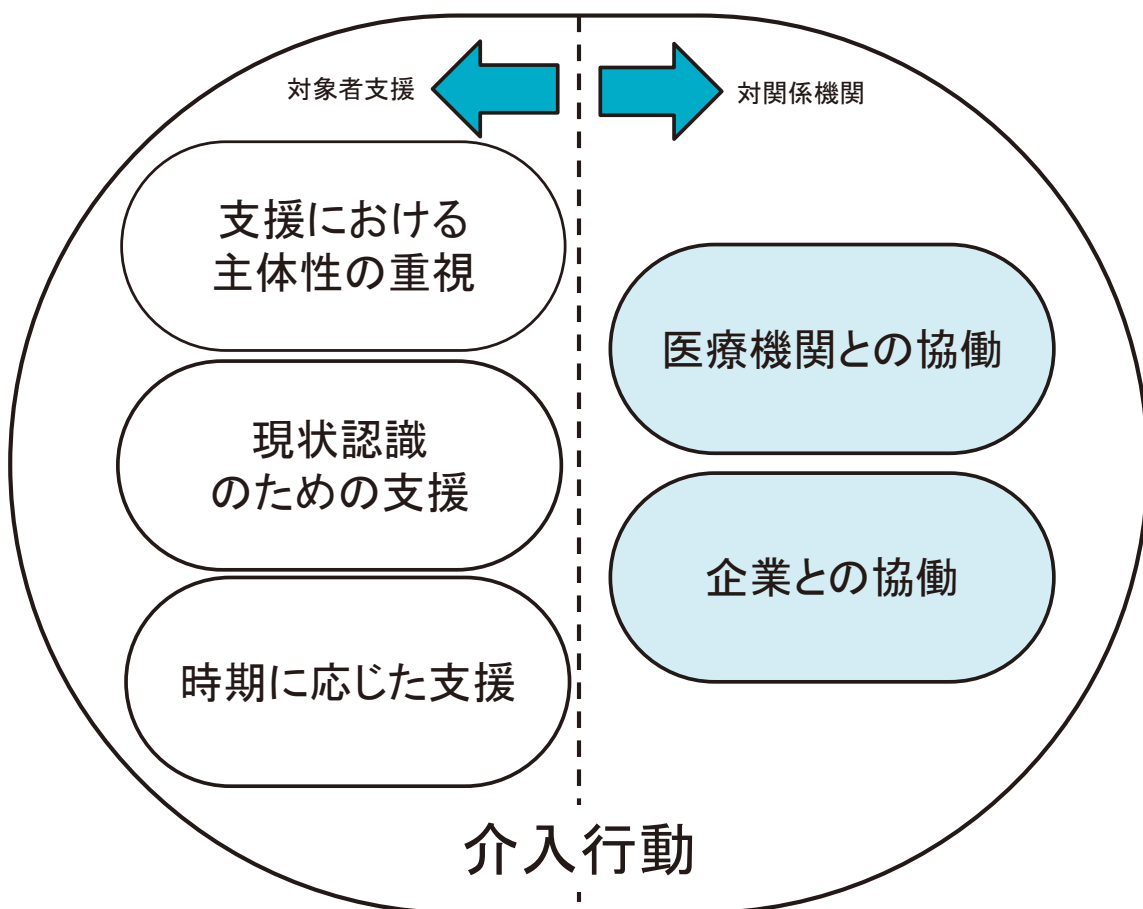 対象者支援
対関係機関
支援における
主体性の重視
現状認識
のための支援
時期に応じた支援
医療機関との協働
企業との協働
介入行動